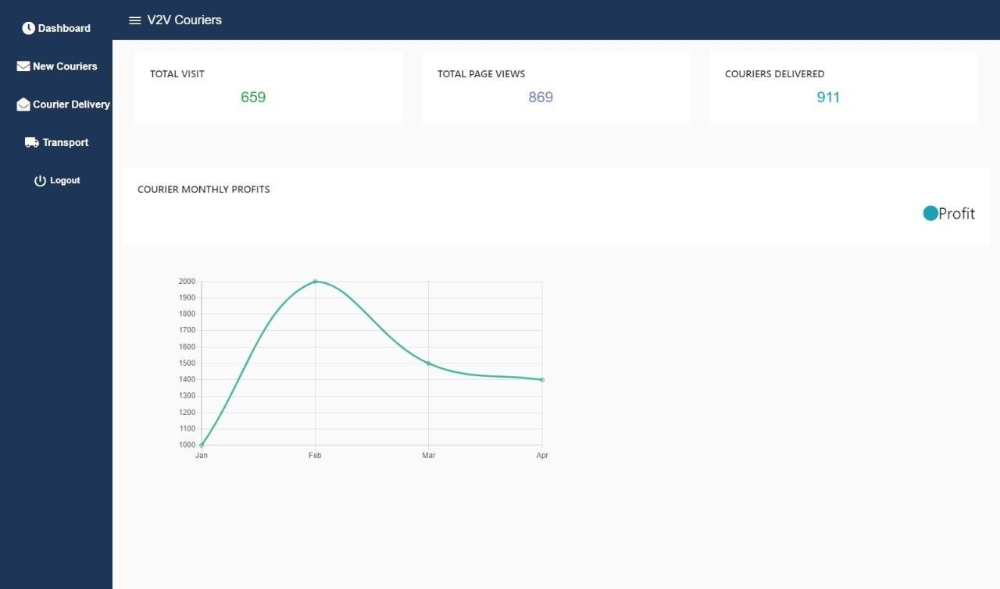 V2V Couriers
Dashboard
New Couriers
Courier Delivery
Transport
Logout
TOTAL VISIT
659
TOTAL PAGE VIEWS
869
COURIERS DELIVERED
911
COURIER MONTHLY PROFITS
Profit
2000
1900
1800
1700
1600
1500
1400
1300
1200
1100
1000
Jan Feb Mar Apr